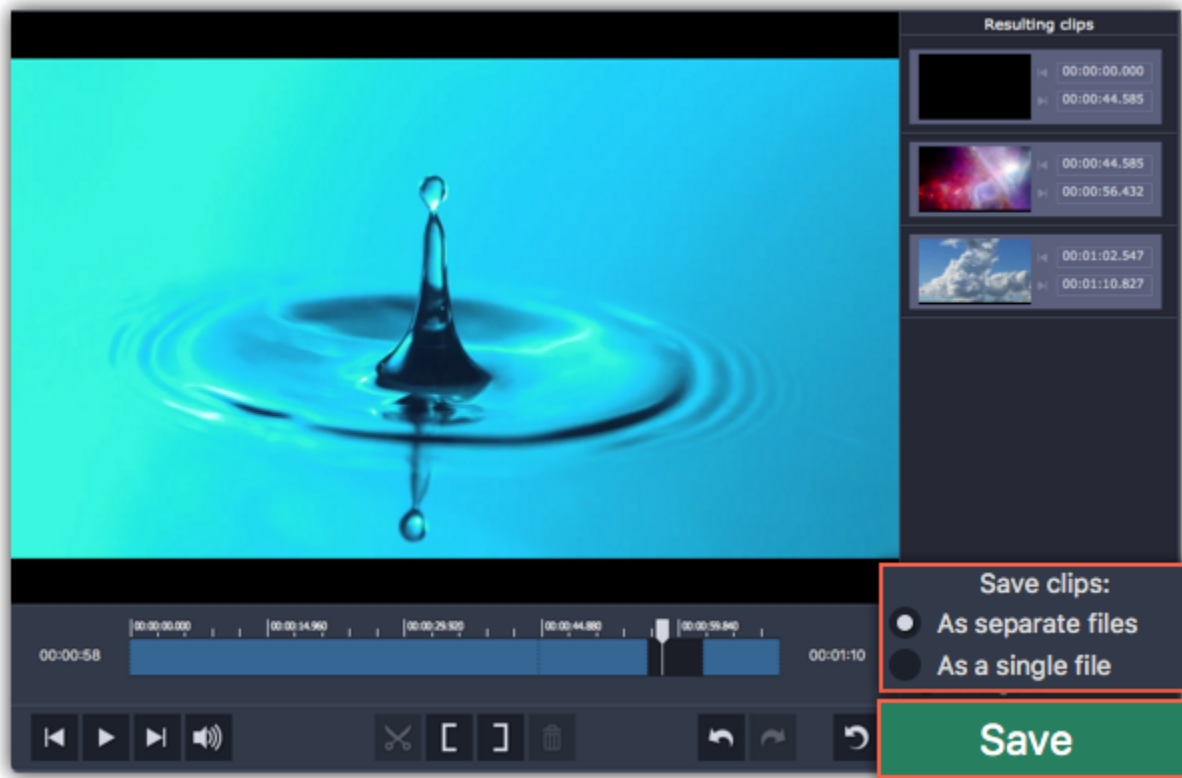 Resulting clips
00:00:00.000
00:00:44.585
00:00:44.585
00:00:56.432
00:01:02.547
00:01:10.827
Save clips:
As separate files
As a single file
00:00:00.000 00:00:14.960 00:00:29.920 00:00:44.880 00:00:59.840
00:00:58 00:01:10
Save